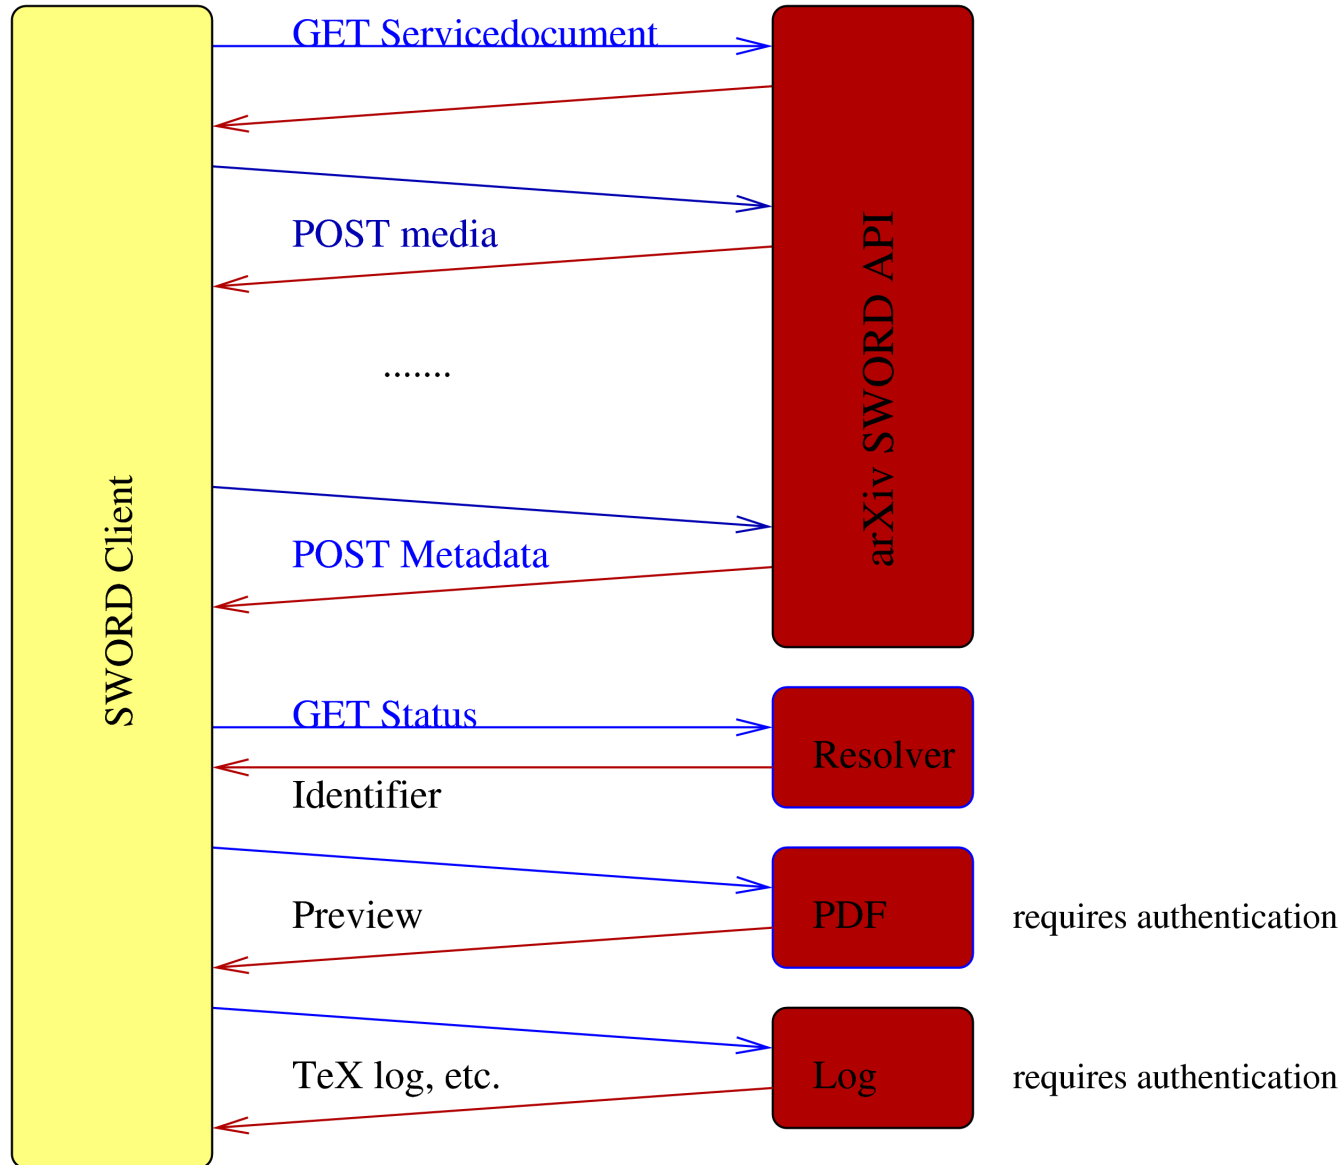 GET Servicedocument
POST media
arXiv SWORD API
.......
SWORD Client
POST Metadata
GET Status
Resolver
Identifier
Preview
PDF
requires authentication
TeX log, etc.
Log
requires authentication